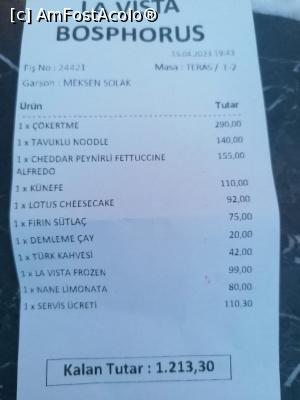 [c] AmFostAcolo®
LA VISTA
BOSPHORUS
15.04.2023 19:43
Fiş No : 24421 Masa : TERAS / T-2
Garson : MEKSEN SOLAK
Ürün Tutar
1 x ÇÖKERTME 290,00
1 x TAVUKLU NOODLE 140,00
1 x CHEDDAR PEYNİRLİ FETTUCCINE 155,00
ALFREDO
1 x KÜNEFE 110,00
1 x LOTUS CHEESECAKE 92,00
1 x FIRIN SÜTLAÇ 75,00
1 x DEMLEME ÇAY 20,00
1 x TÜRK KAHVESİ 42,00
1 x LA VISTA FROZEN 99,00
1 x NANE LİMONATA 80,00
1 x SERVİS ÜCRETİ 110,30
Kalan Tutar : 1.213,30